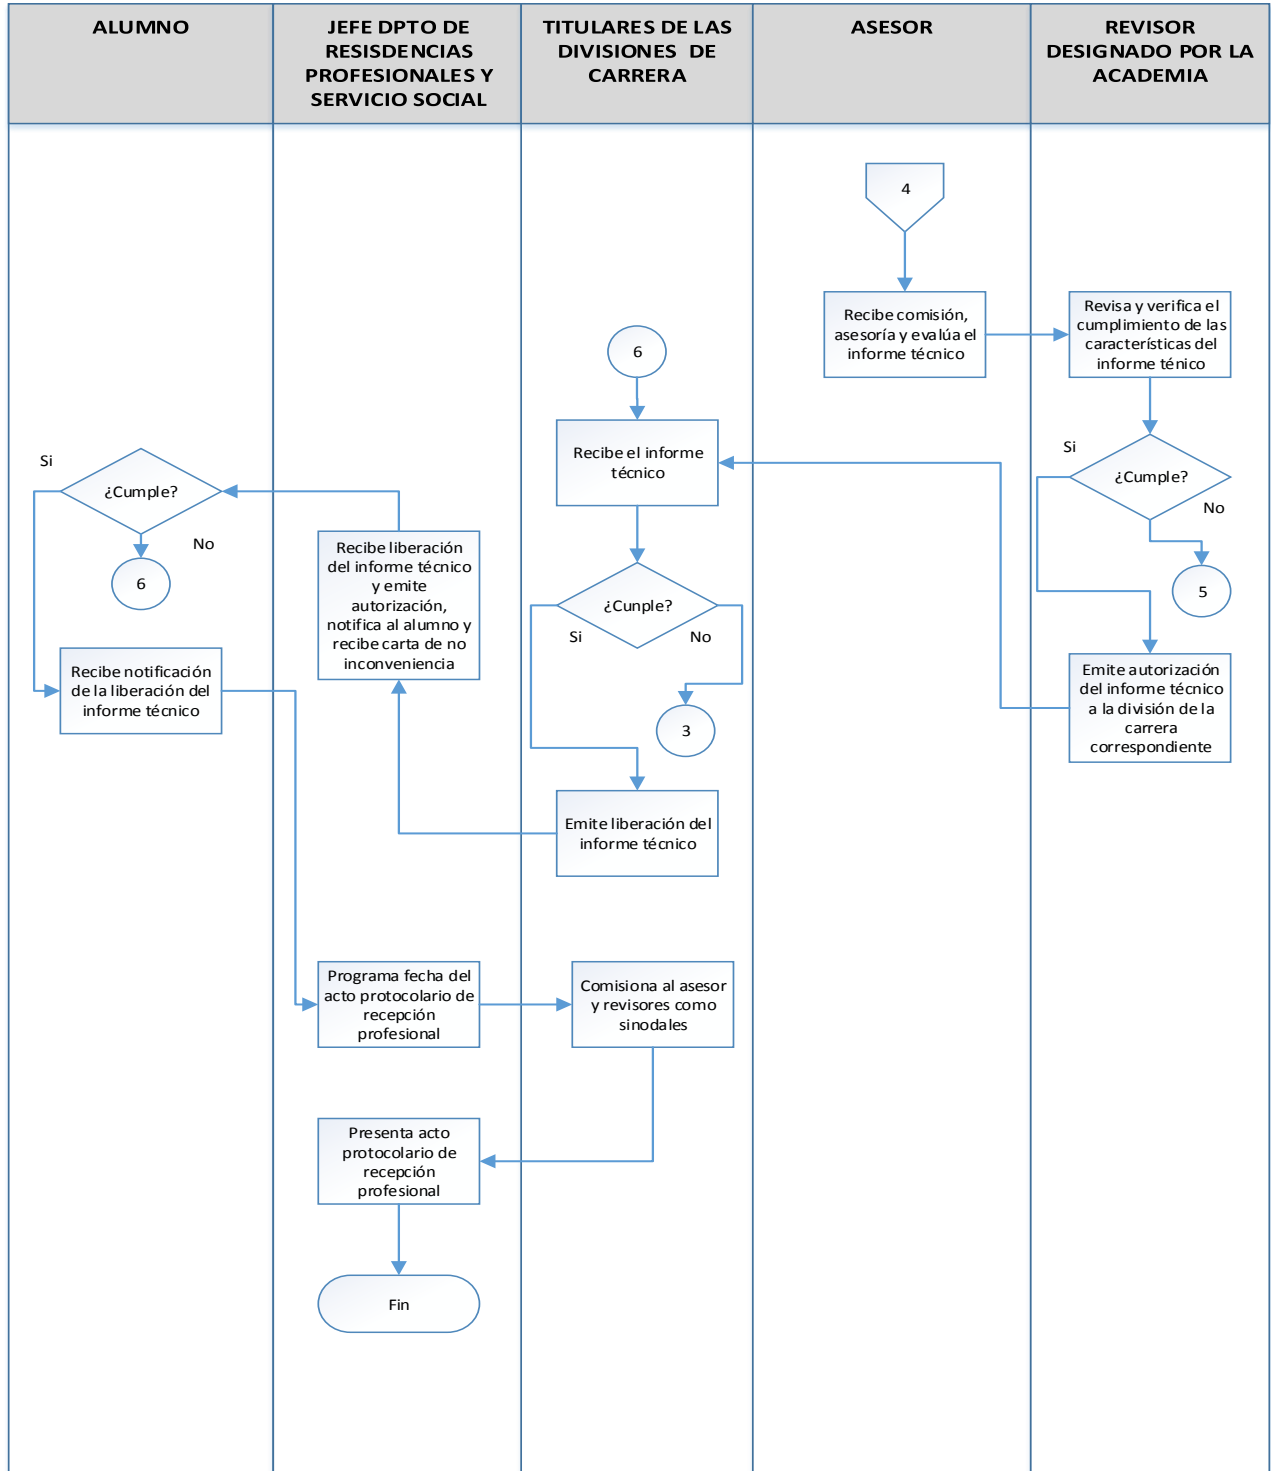 ALUMNO
JEFE DPTO DE
RESISDENCIAS
PROFESIONALES Y
SERVICIO SOCIAL
TITULARES DE LAS
DIVISIONES DE
CARRERA
ASESOR
REVISOR
DESIGNADO POR LA
ACADEMIA
4
Recibe comisión,
asesoría y evalúa el
informe técnico
Revisa y verifica el
cumplimiento de las
características del
informe ténico
6
Recibe el informe
técnico
Si
¿Cumple?
No
5
Si
¿Cumple?
No
6
Recibe liberación
del informe técnico
y emite
autorización,
notifica al alumno y
recibe carta de no
inconveniencia
¿Cunple?
Si
No
3
Recibe notificación
de la liberación del
informe técnico
Emite autorización
del informe técnico
a la división de la
carrera
correspondiente
Emite liberación del
informe técnico
Programa fecha del
acto protocolario de
recepción
profesional
Comisiona al asesor
y revisores como
sinodales
Presenta acto
protocolario de
recepción
profesional
Fin